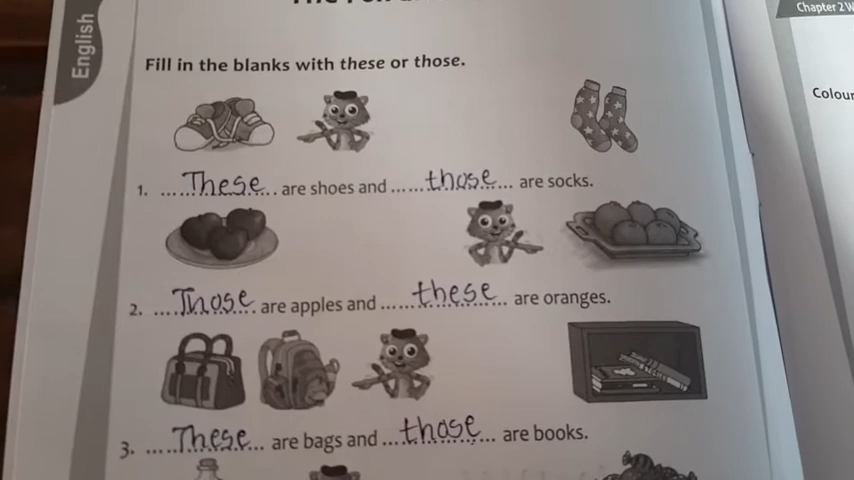 English
Chapter 2 W
Fill in the blanks with these or those.
Colour
1. These are shoes and those are socks.
2. Those are apples and these are oranges.
3. These are bags and those are books.